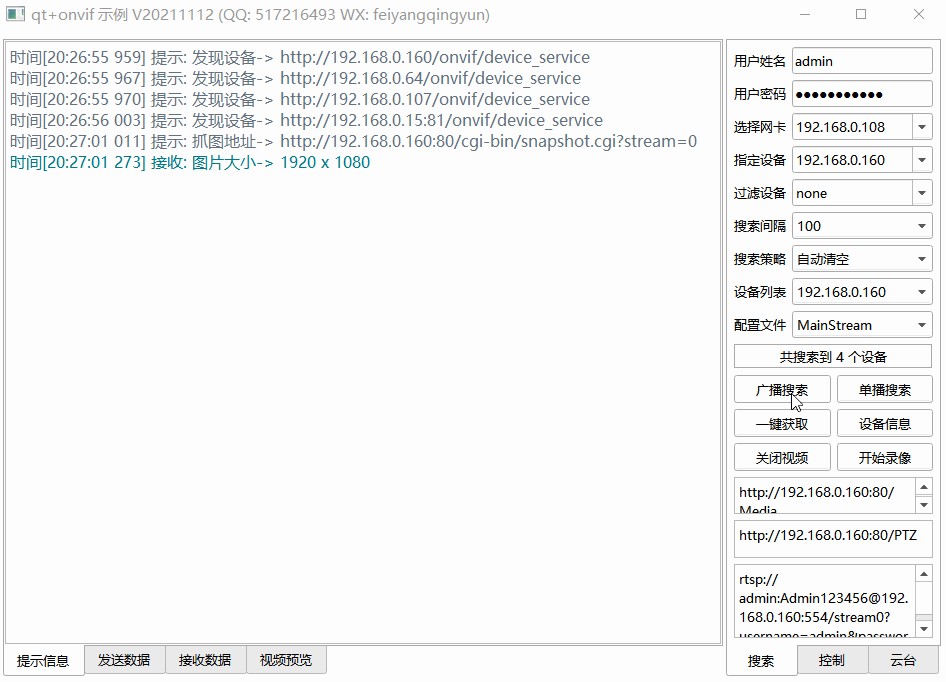 qt+onvif 示例 V20211112 (QQ: 517216493 WX: feiyangqingyun)
时间[20:26:55 959] 提示: 发现设备-> http://192.168.0.160/onvif/device_service
时间[20:26:55 967] 提示: 发现设备-> http://192.168.0.64/onvif/device_service
时间[20:26:55 970] 提示: 发现设备-> http://192.168.0.107/onvif/device_service
时间[20:26:56 003] 提示: 发现设备-> http://192.168.0.15:81/onvif/device_service
时间[20:27:01 011] 提示: 抓图地址-> http://192.168.0.160:80/cgi-bin/snapshot.cgi?stream=0
时间[20:27:01 273] 接收: 图片大小-> 1920 x 1080
用户姓名 admin
用户密码 ●●●●●●●●●●●
选择网卡 192.168.0.108
指定设备 192.168.0.160
过滤设备 none
搜索间隔 100
搜索策略 自动清空
设备列表 192.168.0.160
配置文件 MainStream
共搜索到 4 个设备
广播搜索 单播搜索
一键获取 设备信息
关闭视频 开始录像
http://192.168.0.160:80/
Media
http://192.168.0.160:80/PTZ
rtsp://
admin:Admin123456@192.
168.0.160:554/stream0?
username=admin&passwor
提示信息 发送数据 接收数据 视频预览
搜索 控制 云台